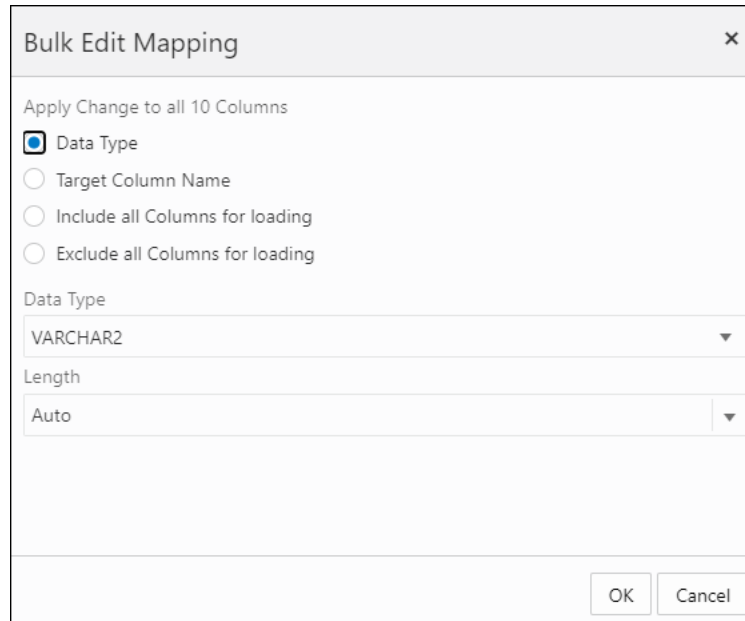 Bulk Edit Mapping
Apply Change to all 10 Columns
Data Type
Target Column Name
Include all Columns for loading
Exclude all Columns for loading
Data Type
VARCHAR2
Length
Auto
OK Cancel